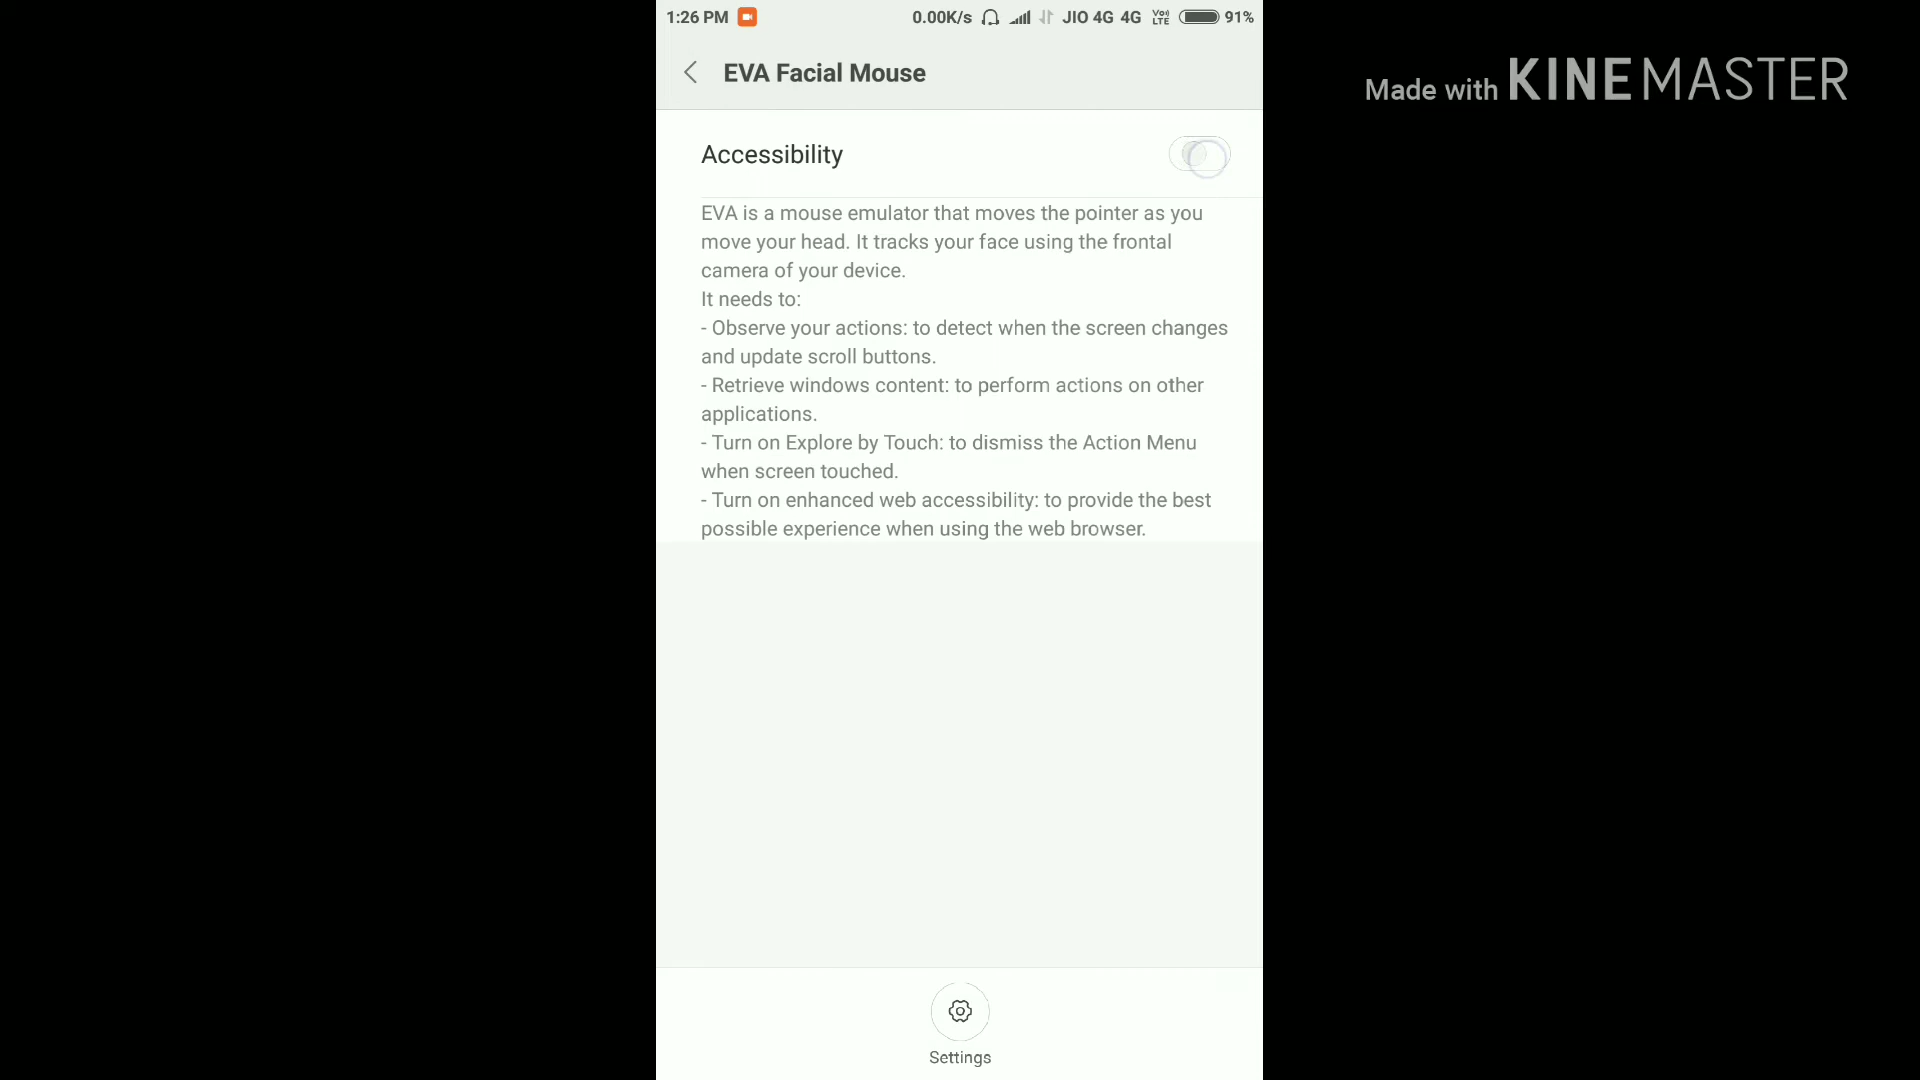 1:26 PM 0.00K/s JIO 4G 4G Vo) LTE 91%
EVA Facial Mouse
Made with KINEMASTER
Accessibility
EVA is a mouse emulator that moves the pointer as you
move your head. It tracks your face using the frontal
camera of your device.
It needs to:
- Observe your actions: to detect when the screen changes
and update scroll buttons.
- Retrieve windows content: to perform actions on other
applications.
- Turn on Explore by Touch: to dismiss the Action Menu
when screen touched.
- Turn on enhanced web accessibility: to provide the best
possible experience when using the web browser.
Settings